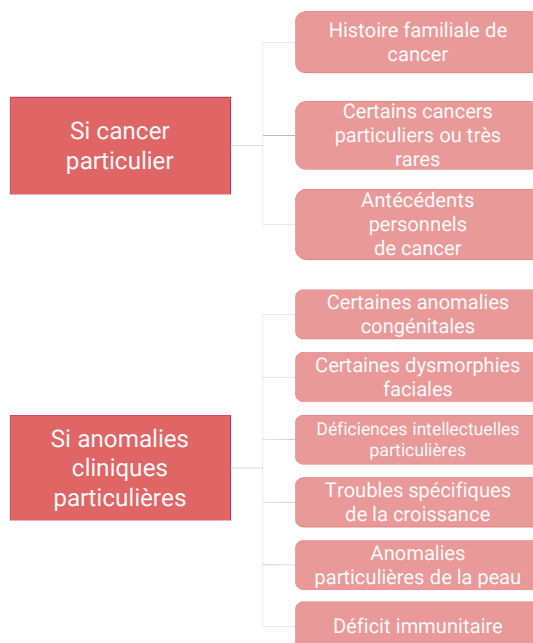 Si cancer
particulier
Histoire familiale de
cancer
Certains cancers
particuliers ou très
rares
Antécédents
personnels
de cancer
Si anomalies
cliniques
particulières
Certaines anomalies
congénitales
Certaines dysmorphies
faciales
Déficiences intellectuelles
particulières
Troubles spécifiques
de la croissance
Anomalies
particulières de la peau
Déficit immunitaire